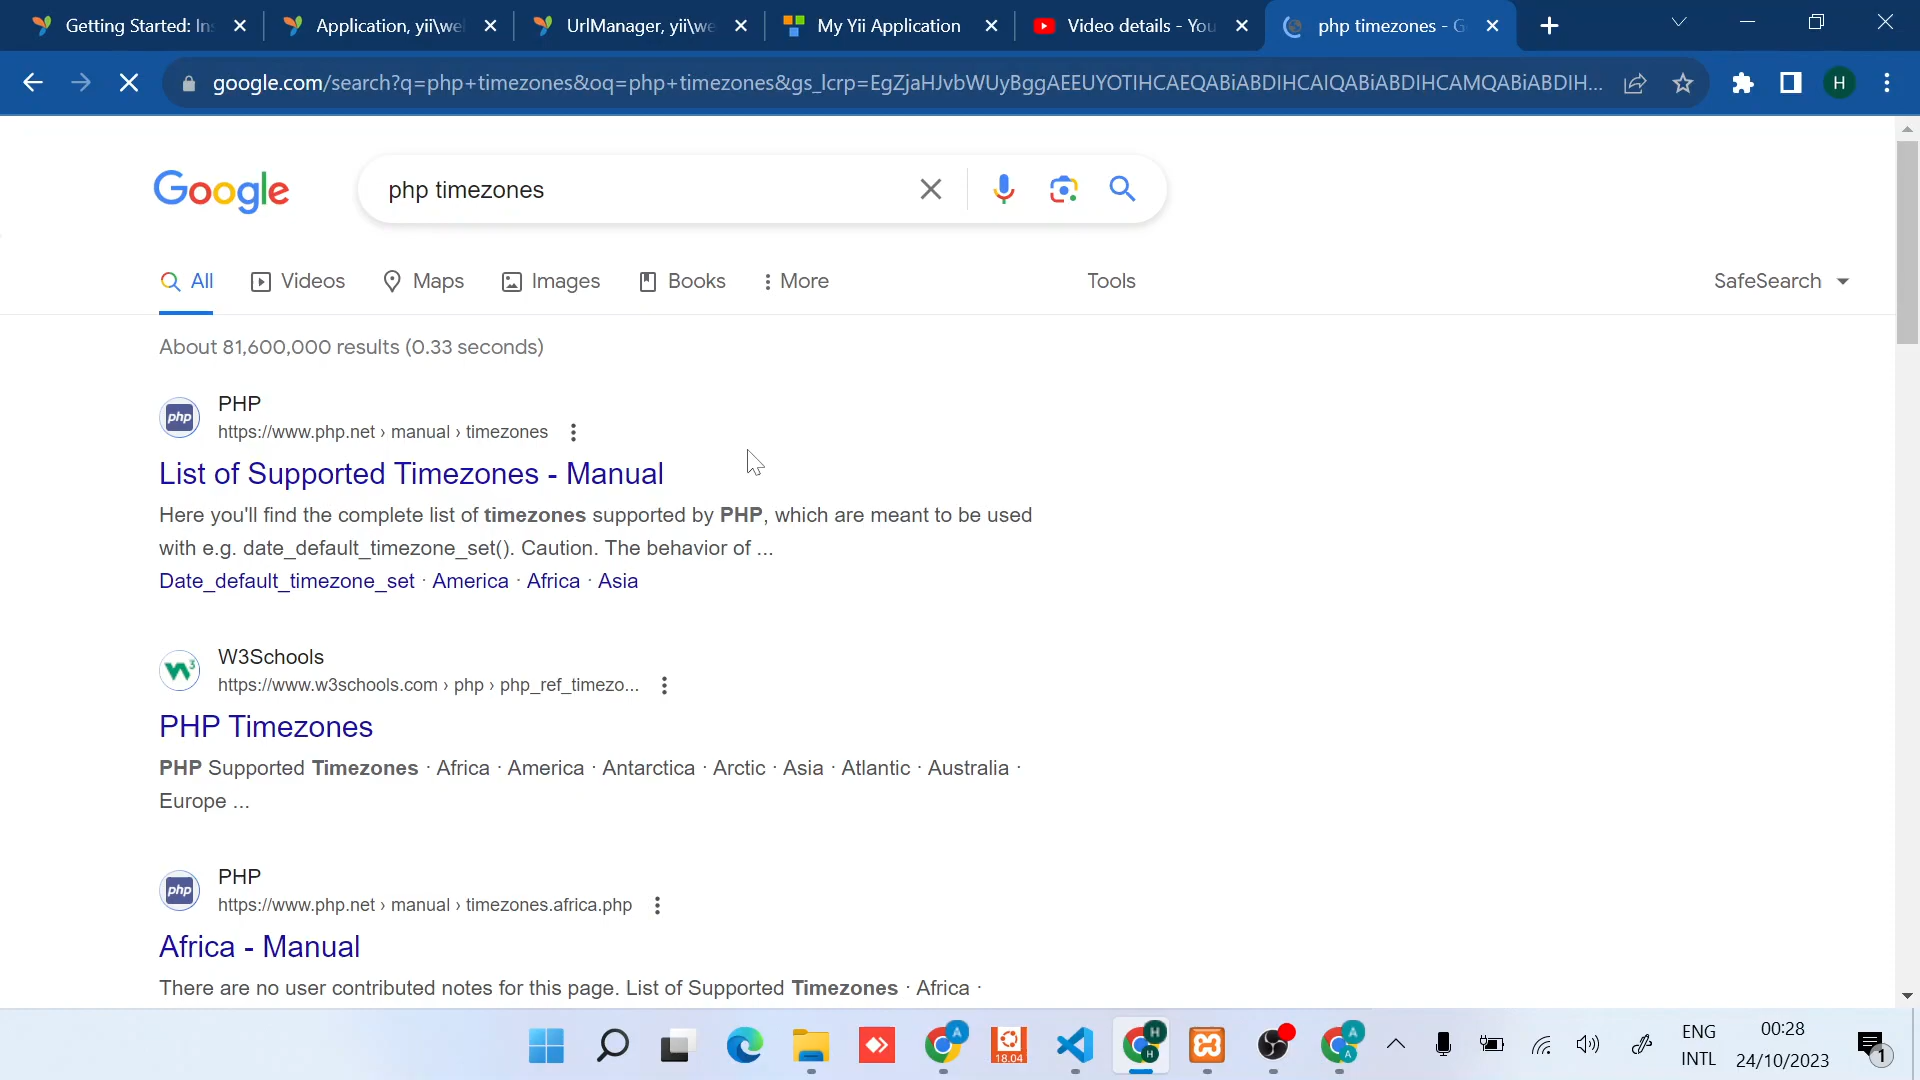 Getting Started: Ins
Application, yii\we
UrlManager, yii\we
My Yii Application
Video details - You
php timezones - G
google.com/search?q=php+timezones&oq=php+timezones&gs_lcrp=EgZjaHJvbWUyBggAEEUYOTIHCAEQABiABDIHCAIQABiABDIHCAMQABiABDIH...
H
Google
php timezones
All
Videos
Maps
Images
Books
More
Tools
SafeSearch
About 81,600,000 results (0.33 seconds)
php
PHP
https://www.php.net › manual › timezones
List of Supported Timezones - Manual
Here you'll find the complete list of timezones supported by PHP, which are meant to be used
with e.g. date_default_timezone_set(). Caution. The behavior of ...
Date_default_timezone_set · America · Africa · Asia
W3Schools
https://www.w3schools.com › php › php_ref_timezo...
PHP Timezones
PHP Supported Timezones · Africa · America · Antarctica · Arctic · Asia · Atlantic · Australia ·
Europe ...
php
PHP
https://www.php.net › manual › timezones.africa.php
Africa - Manual
There are no user contributed notes for this page. List of Supported Timezones · Africa ·
A
18.04
H
H
A
A
ENG
INTL
00:28
24/10/2023
1